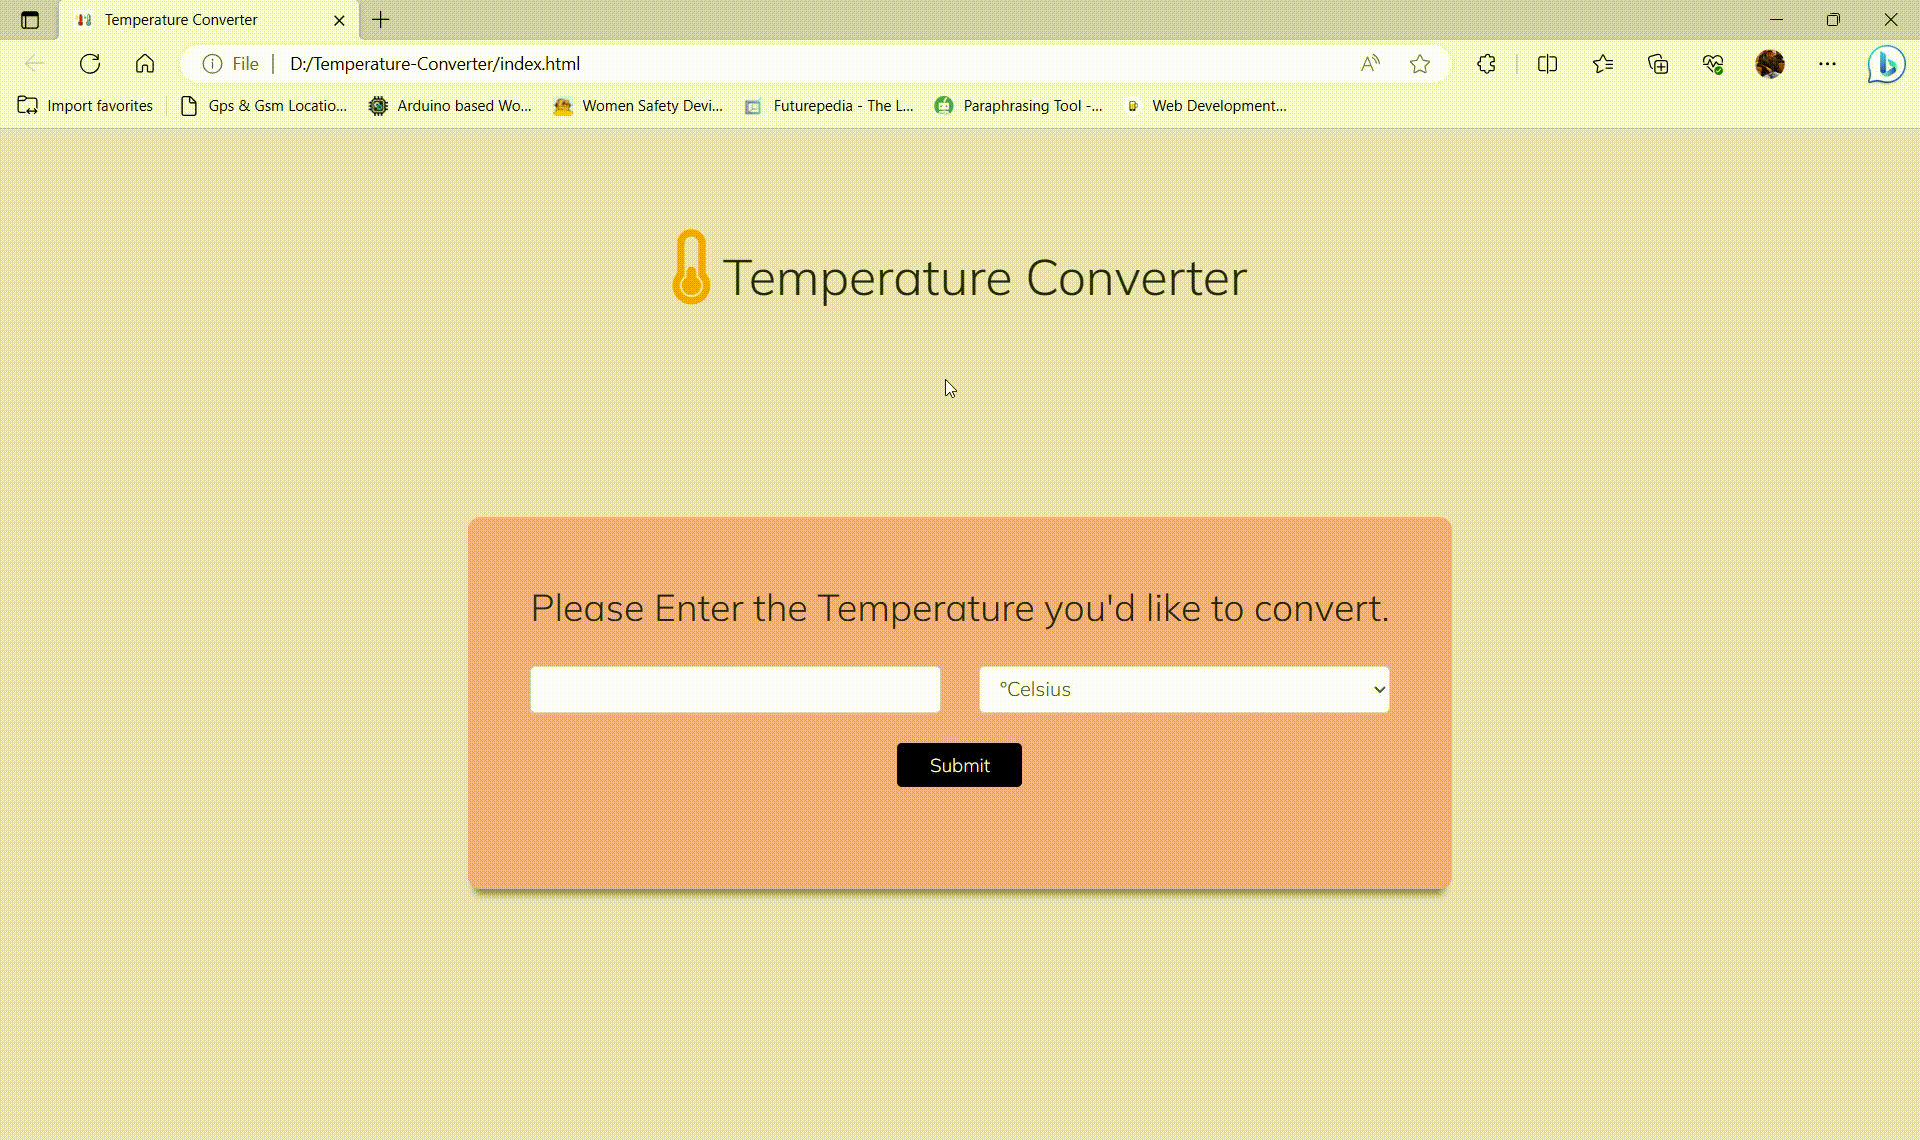 Temperature Converter
File D:/Temperature-Converter/index.html
Import favorites Gps & Gsm Locatio... Arduino based Wo... Women Safety Devi... Futurepedia - The L... Paraphrasing Tool -... Web Development...
Temperature Converter
Please Enter the Temperature you'd like to convert.
°Celsius
Submit